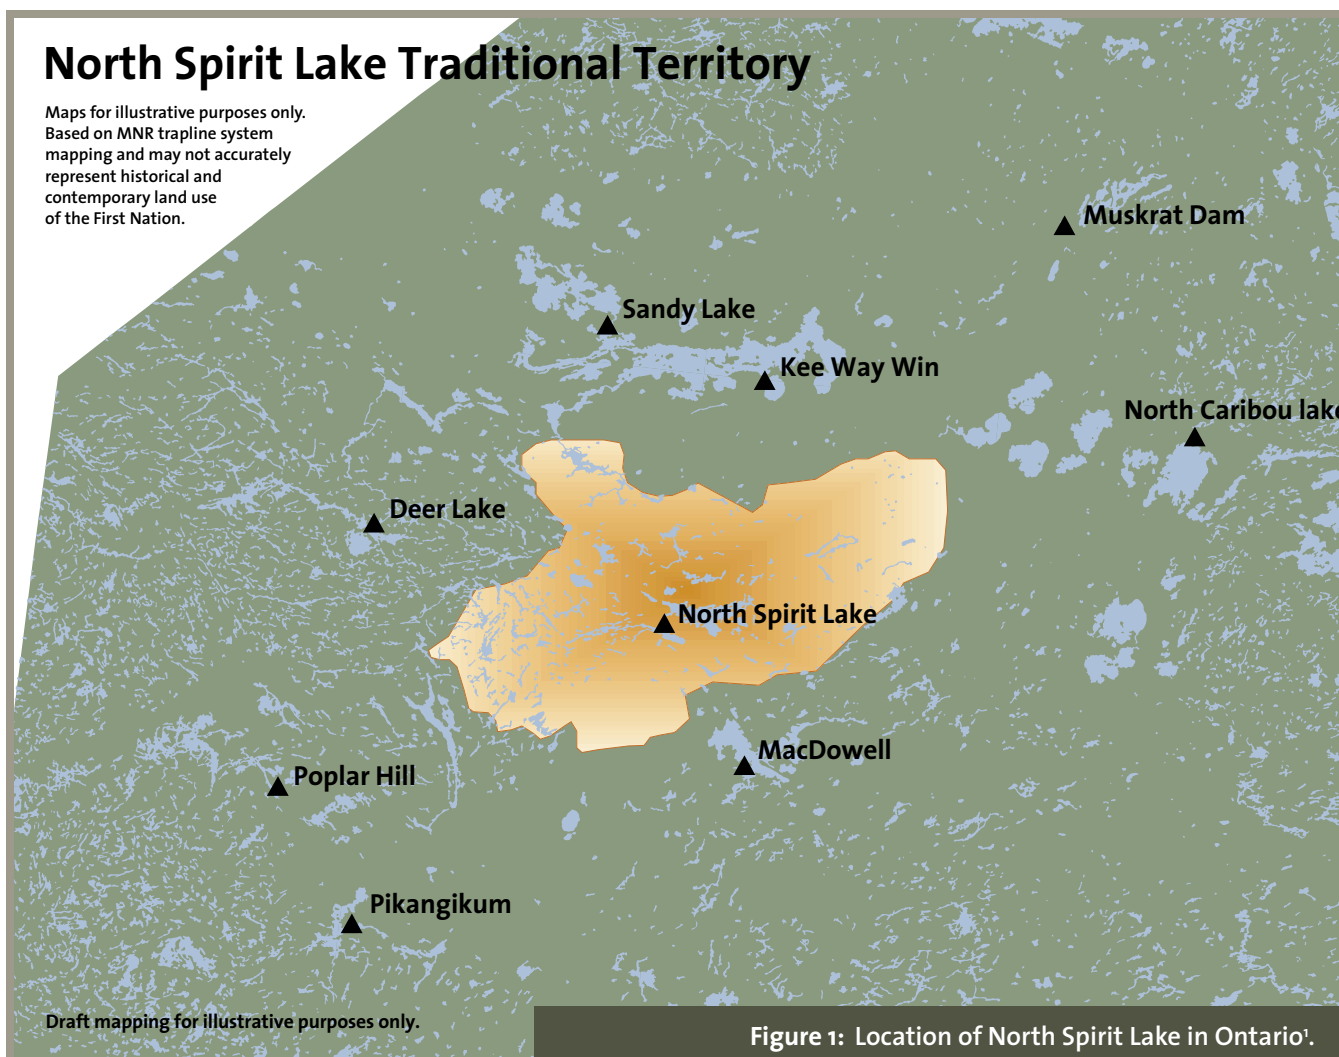 North Spirit Lake Traditional Territory
Maps for illustrative purposes only.
Based on MNR trapline system
mapping and may not accurately
represent historical and
contemporary land use
of the First Nation.
Muskrat Dam
Sandy Lake
Kee Way Win
North Caribou lake
Deer Lake
North Spirit Lake
MacDowell
Poplar Hill
Pikangikum
Draft mapping for illustrative purposes only.
Figure 1: Location of North Spirit Lake in Ontario¹.